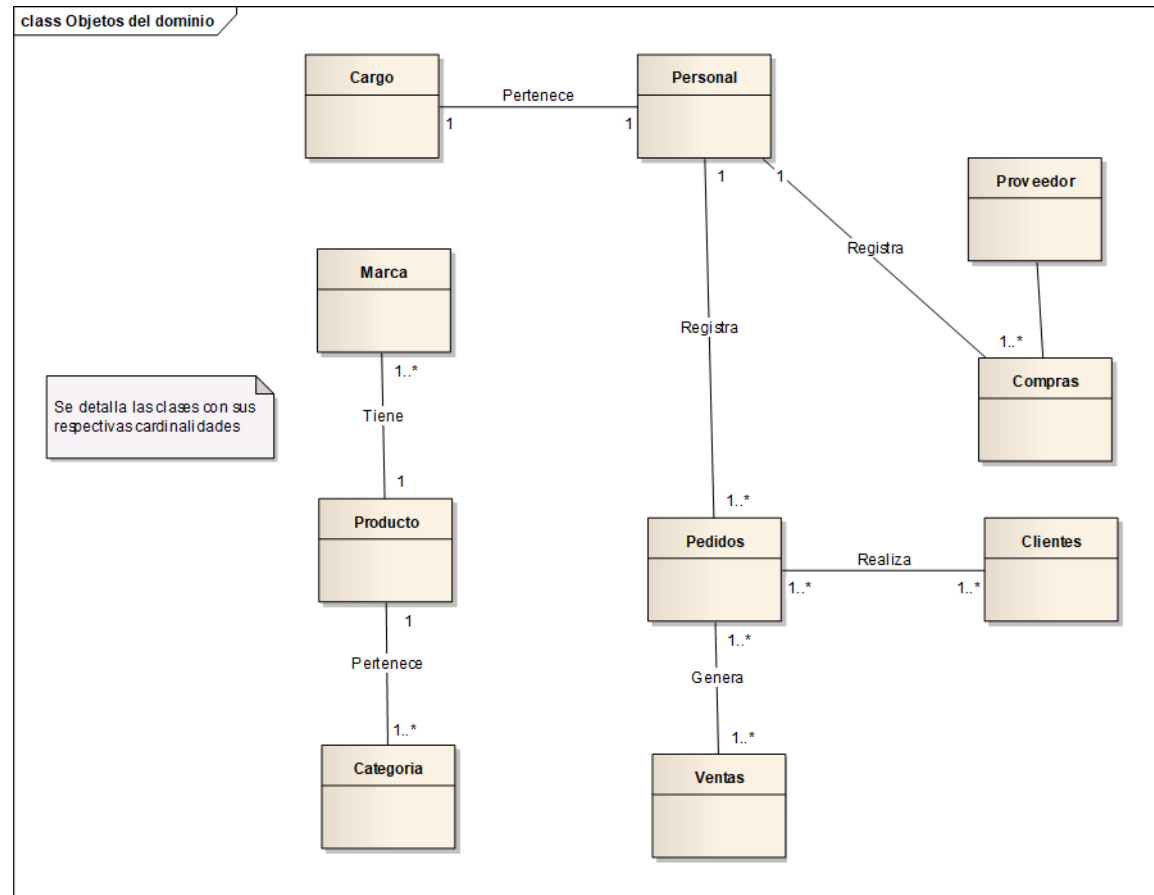 class Objetos del dominio
Cargo
Personal
Pertenece
1
1
1
1
Proveedor
Registra
Marca
Registra
1..*
1..*
Compras
Se detalla las clases con sus
respectivas cardinalidades
Tiene
1
1..*
Producto
Pedidos
Clientes
Realiza
1..*
1..*
1
1..*
Pertenece
Genera
1..*
1..*
Categoria
Ventas